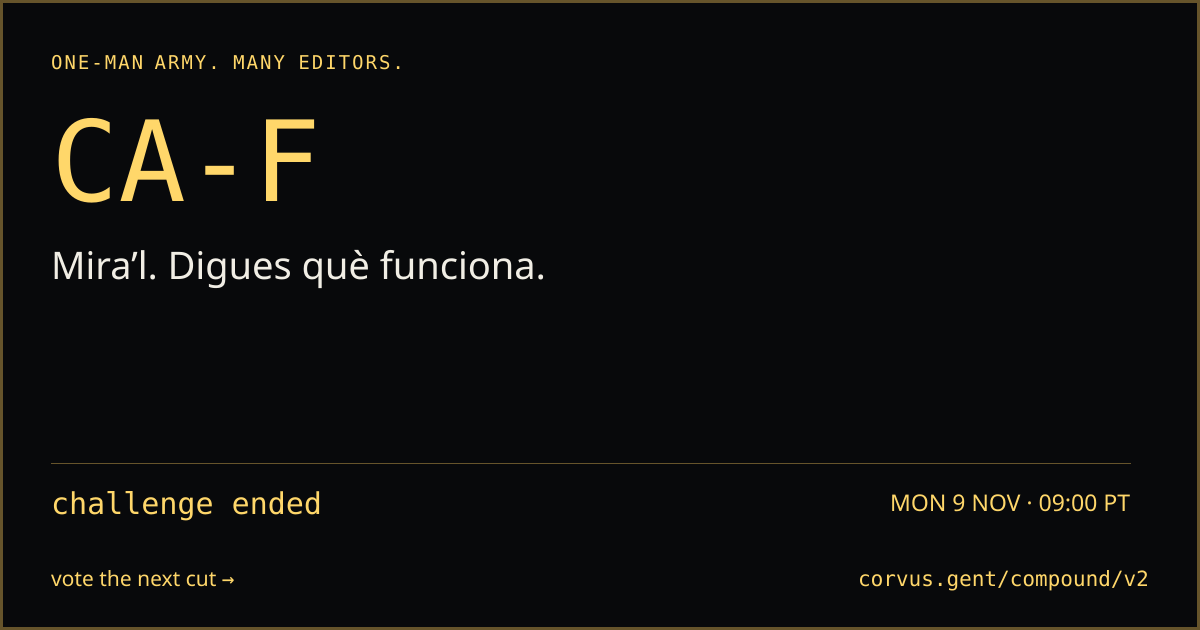 ONE-MAN ARMY. MANY EDITORS.
CA-F
Mira’l. Digues què funciona.
challenge ended
MON 9 NOV · 09:00 PT
vote the next cut →
corvus.gent/compound/v2